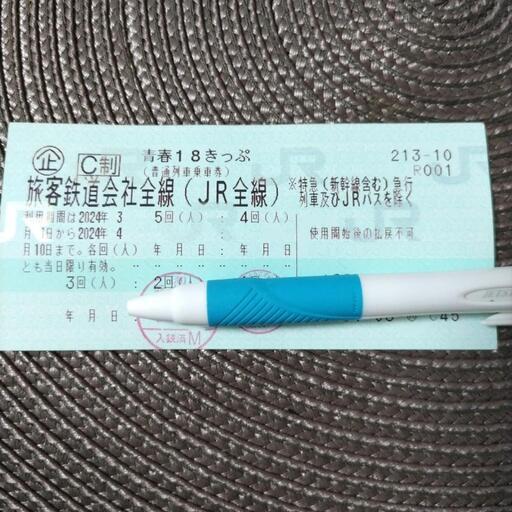 企 C制 青春18きっぷ 213-10
(普通列車乗車券) R001
旅客鉄道会社全線(JR全線) ※特急(新幹線含む)急行
列車及びJRバスを除く
利用期間は2024年 3 5回(人) : 4回(人) :
月 1日から2024年 4 使用開始後の払戻不可
月10日まで。各回(人) 年 月 日: 年 月 日:
とも当日限り有効。
3回(人) : 2回(人)
年 月 日:
入鋏済M